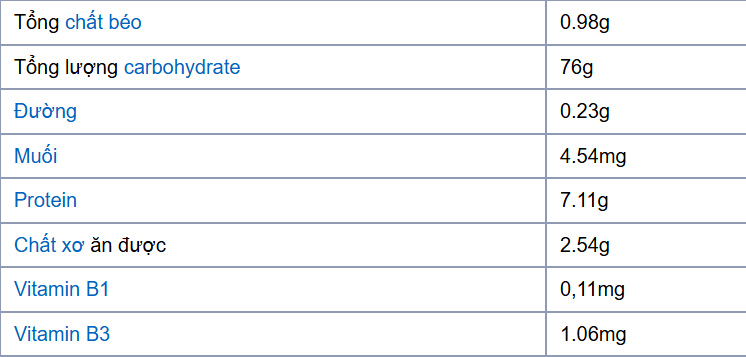 Tổng chất béo 0.98g
Tổng lượng carbohydrate 76g
Đường 0.23g
Muối 4.54mg
Protein 7.11g
Chất xơ ăn được 2.54g
Vitamin B1 0,11mg
Vitamin B3 1.06mg